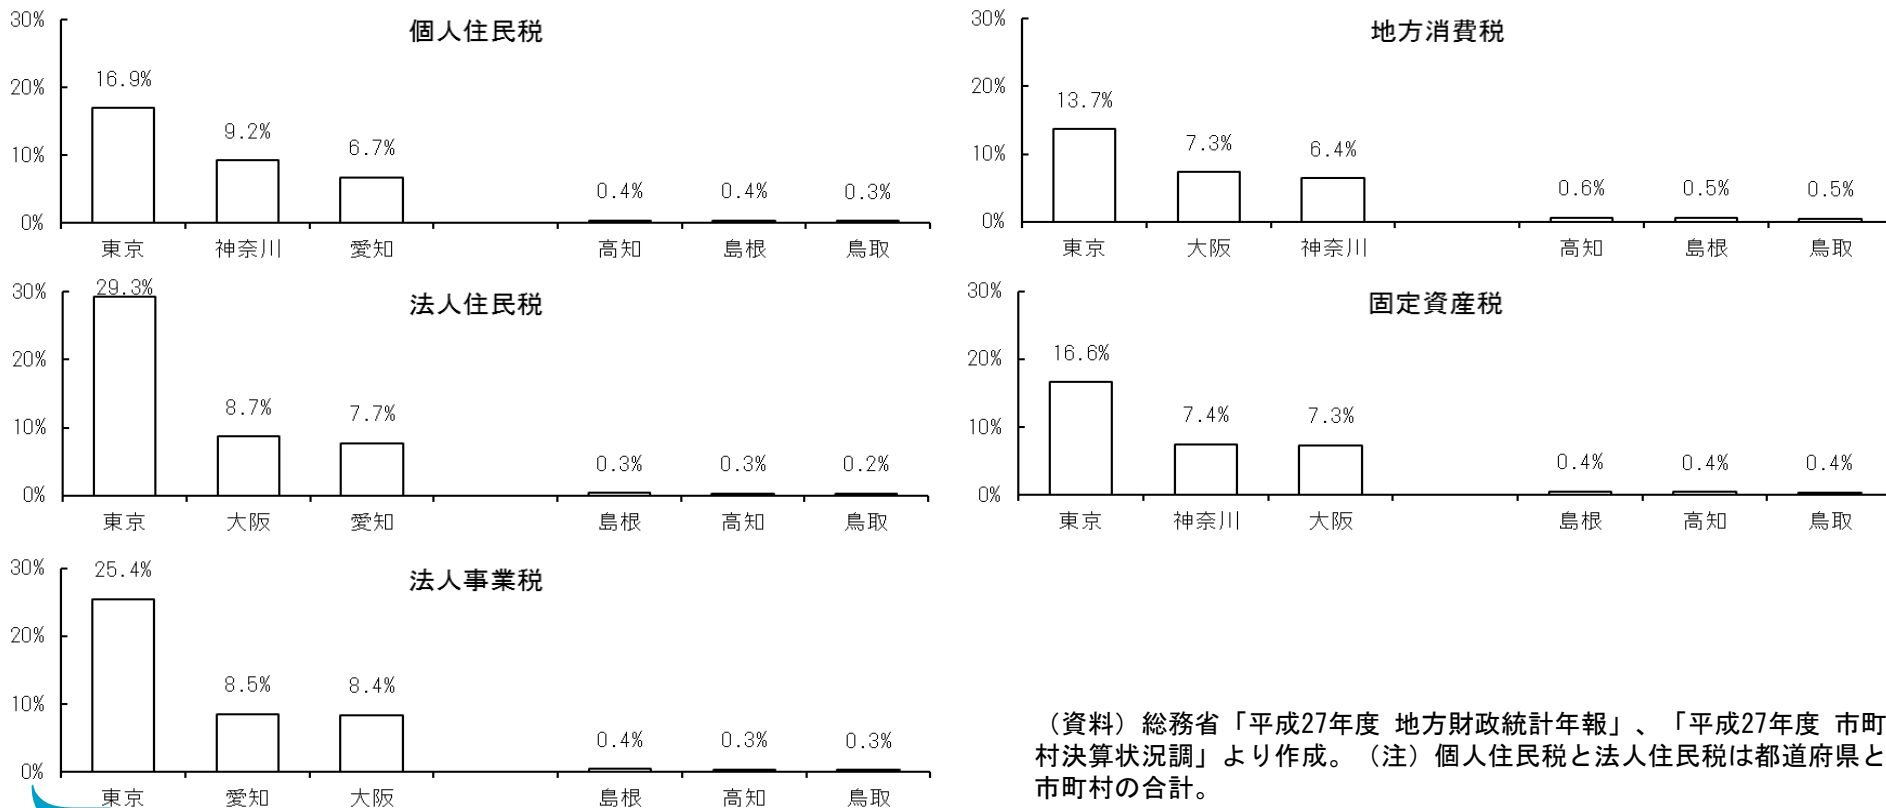 個人住民税
30%
20%
10%
0%
16.9%
9.2%
6.7%
0.4%
0.4%
0.3%
東京
神奈川
愛知
高知
島根
鳥取
地方消費税
30%
20%
10%
0%
13.7%
7.3%
6.4%
0.6%
0.5%
0.5%
東京
大阪
神奈川
高知
島根
鳥取
法人住民税
30%
20%
10%
0%
29.3%
8.7%
7.7%
0.3%
0.3%
0.2%
東京
大阪
愛知
島根
高知
鳥取
固定資産税
30%
20%
10%
0%
16.6%
7.4%
7.3%
0.4%
0.4%
0.4%
東京
神奈川
大阪
島根
高知
鳥取
法人事業税
30%
20%
10%
0%
25.4%
8.5%
8.4%
0.4%
0.3%
0.3%
東京
愛知
大阪
島根
高知
鳥取
（資料）総務省「平成27年度 地方財政統計年報」、「平成27年度 市町
村決算状況調」より作成。（注）個人住民税と法人住民税は都道府県と
市町村の合計。